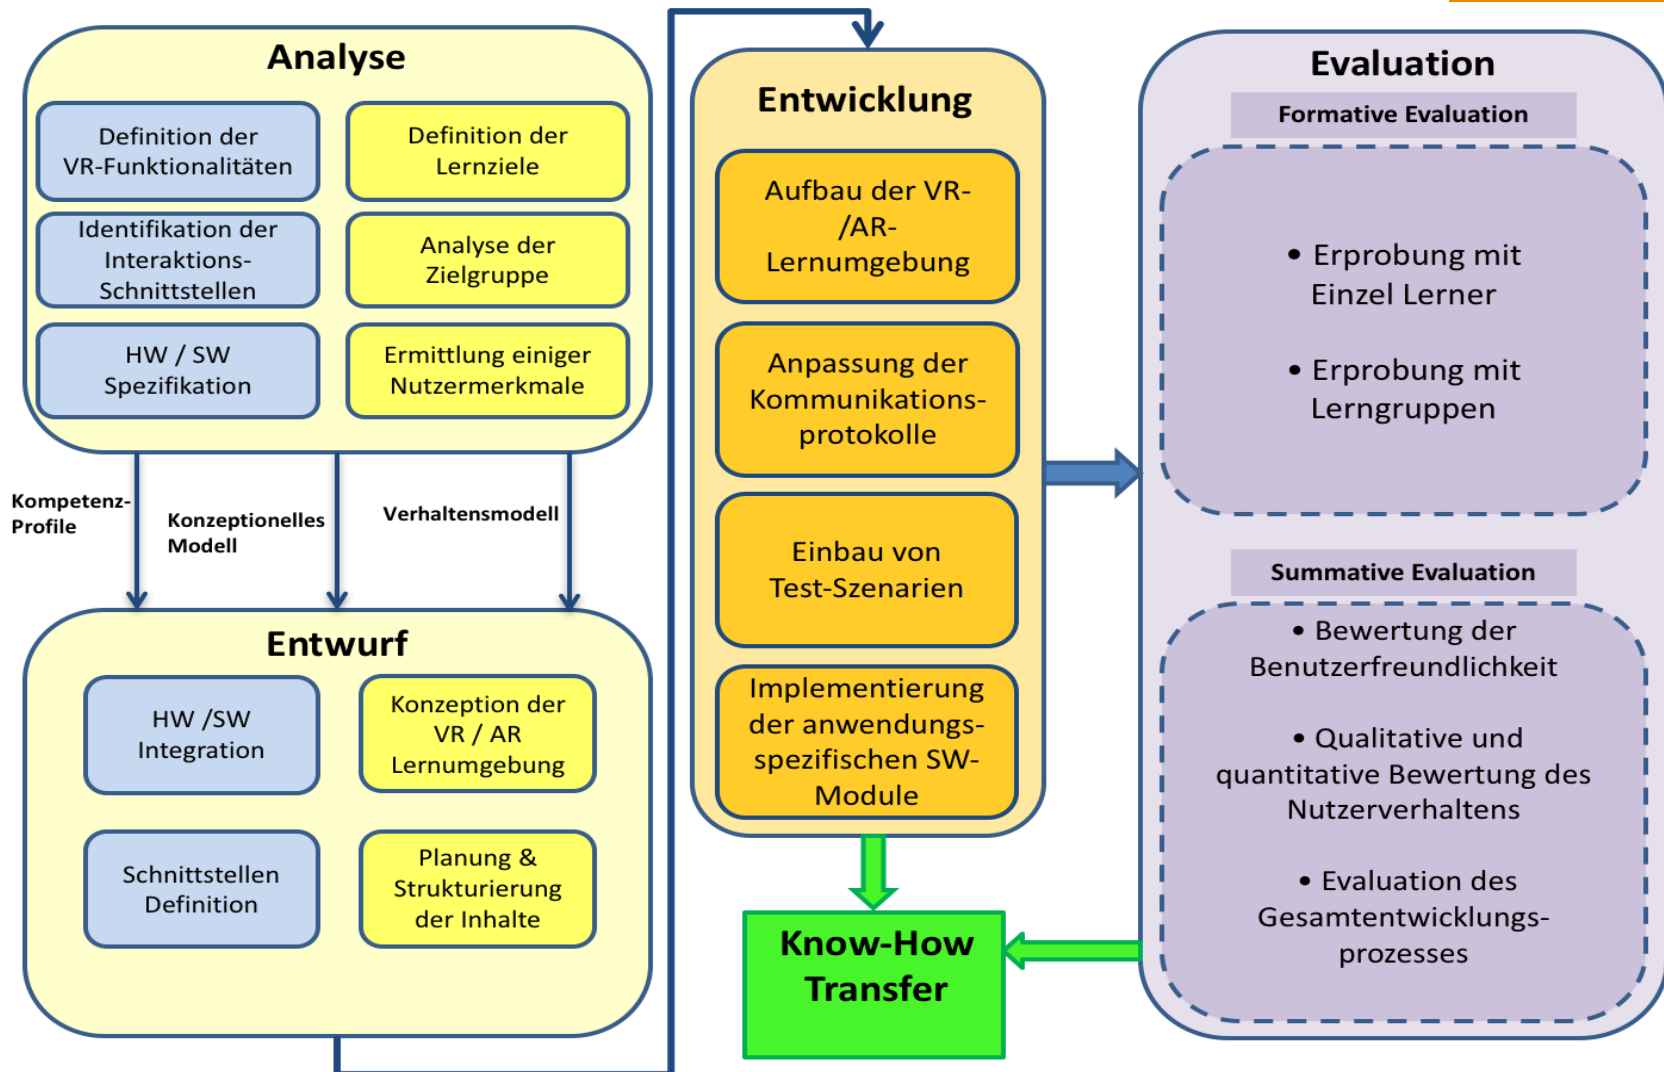 Analyse
Definition der
VR-Funktionalitäten
Definition der
Lernziele
Identifikation der
Interaktions-
Schnittstellen
Analyse der
Zielgruppe
HW / SW
Spezifikation
Ermittlung einiger
Nutzermerkmale
Kompetenz-
Profile
Konzeptionelles
Modell
Verhaltensmodell
Entwurf
HW /SW
Integration
Konzeption der
VR / AR
Lernumgebung
Schnittstellen
Definition
Planung &
Strukturierung
der Inhalte
Entwicklung
Aufbau der VR-
/AR-
Lernumgebung
Anpassung der
Kommunikations-
protokolle
Einbau von
Test-Szenarien
Implementierung
der anwendungs-
spezifischen SW-
Module
Know-How
Transfer
Evaluation
Formative Evaluation
• Erprobung mit
Einzel Lerner
• Erprobung mit
Lerngruppen
Summative Evaluation
• Bewertung der
Benutzerfreundlichkeit
• Qualitative und
quantitative Bewertung des
Nutzerverhaltens
• Evaluation des
Gesamtentwicklungs-
prozesses